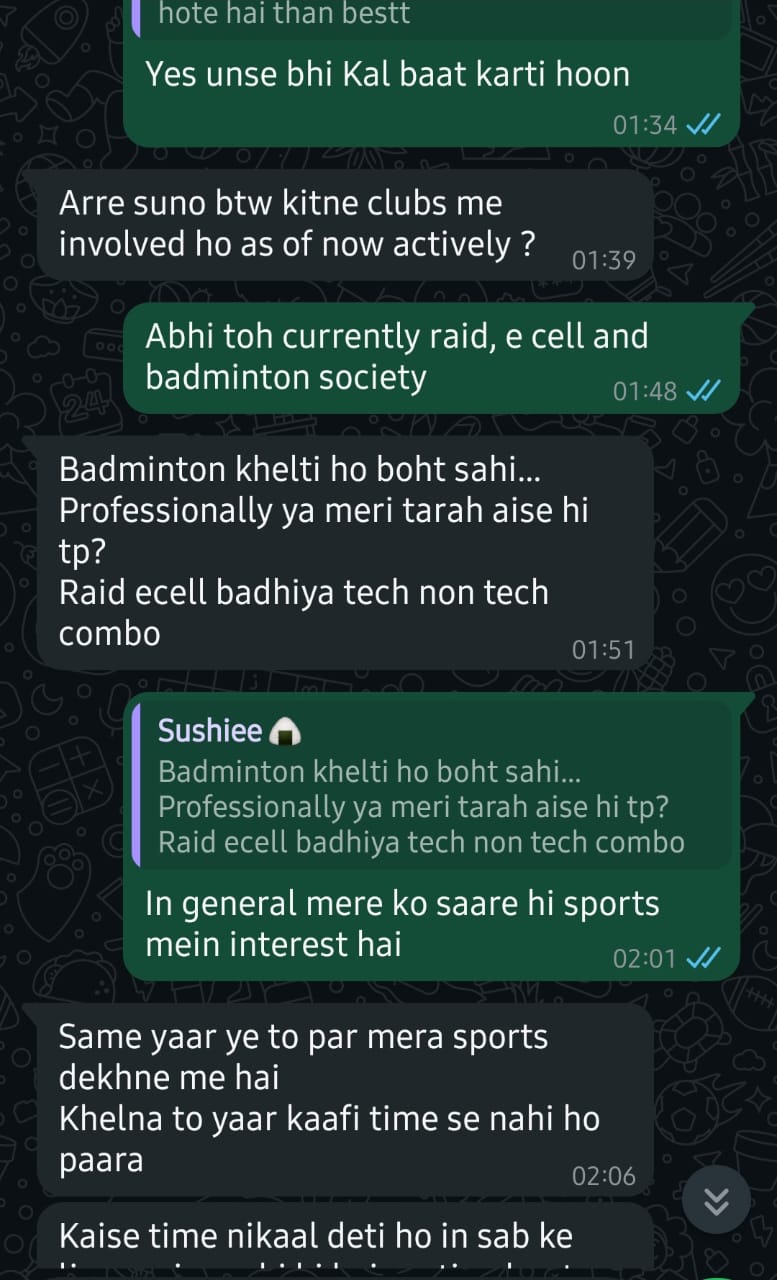 hote hai than bestt
Yes unse bhi Kal baat karti hoon
01:34
Arre suno btw kitne clubs me
involved ho as of now actively ?
01:39
Abhi toh currently raid, e cell and
badminton society
01:48
Badminton khelti ho boht sahi...
Professionally ya meri tarah aise hi
tp?
Raid ecell badhiya tech non tech
combo
01:51
Sushiee🍙
Badminton khelti ho boht sahi...
Professionally ya meri tarah aise hi tp?
Raid ecell badhiya tech non tech combo
In general mere ko saare hi sports
mein interest hai
02:01
Same yaar ye to par mera sports
dekhne me hai
Khelna to yaar kaafi time se nahi ho
paara
02:06
Kaise time nikaal deti ho in sab ke